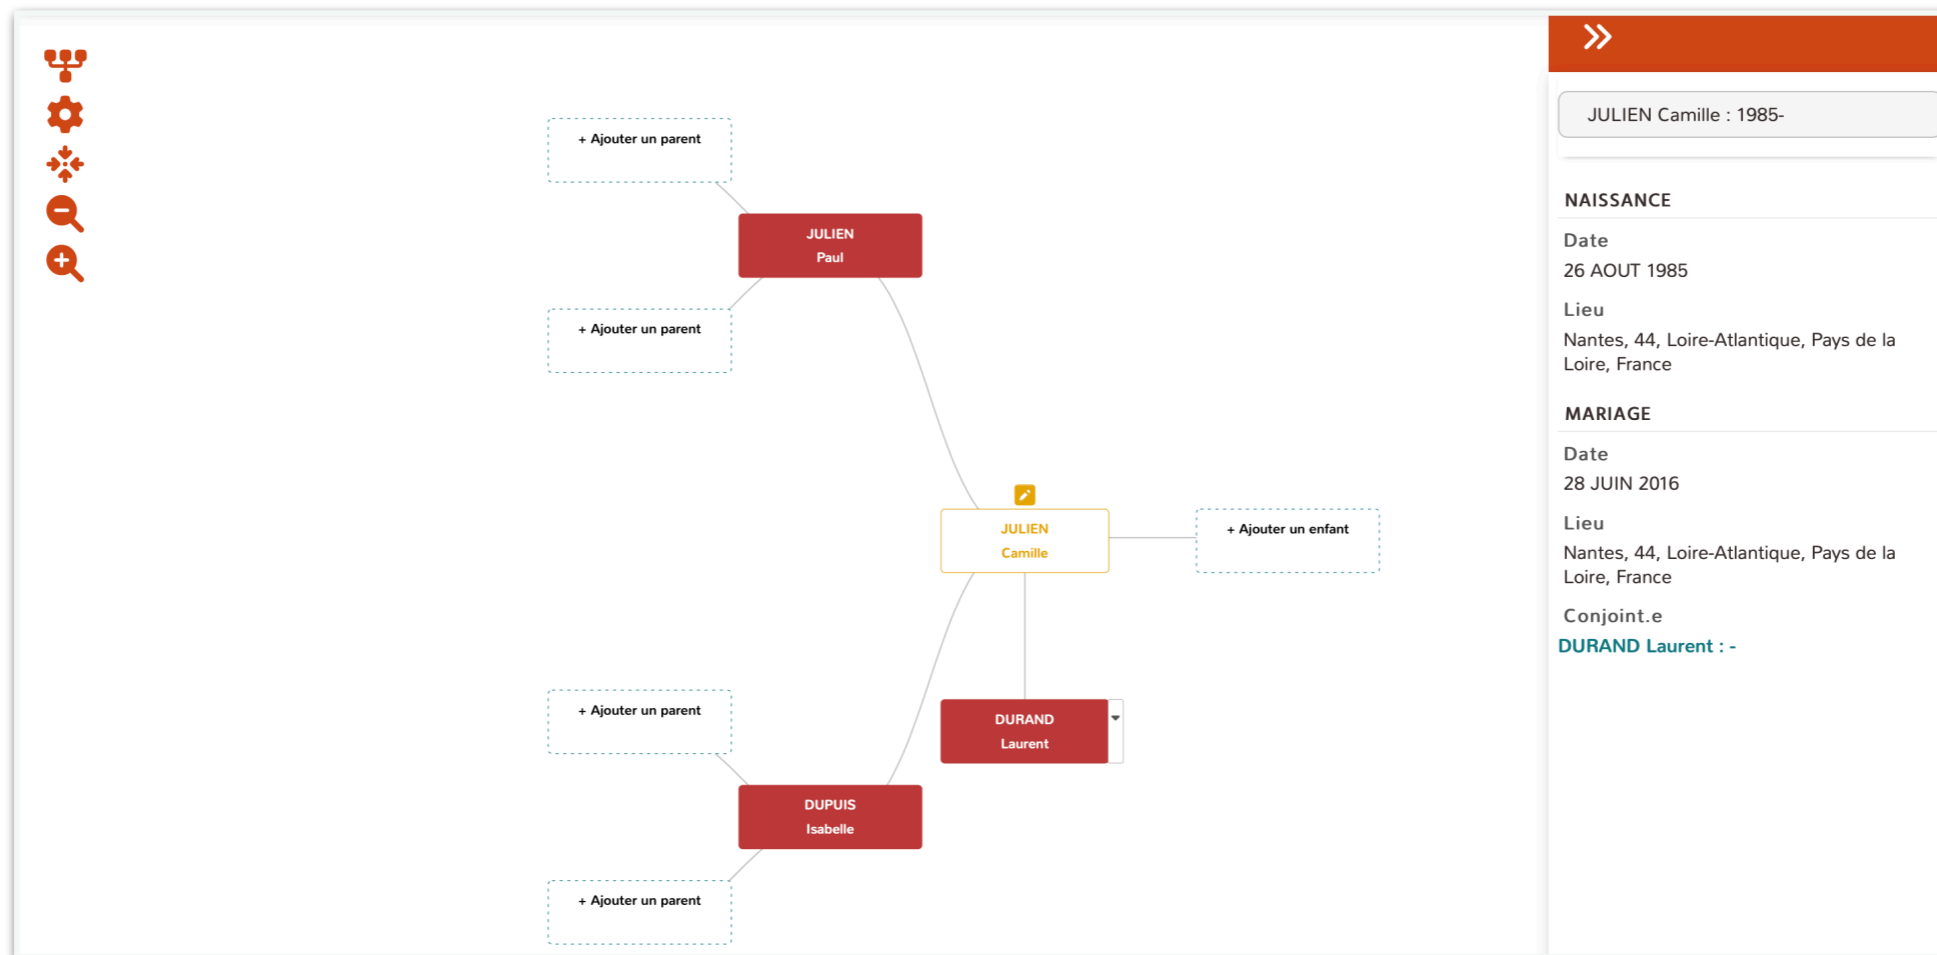 + Ajouter un parent
JULIEN
Paul
+ Ajouter un parent
JULIEN
Camille
+ Ajouter un enfant
+ Ajouter un parent
DURAND
Laurent
DUPUIS
Isabelle
+ Ajouter un parent
JULIEN Camille : 1985-
NAISSANCE
Date
26 AOUT 1985
Lieu
Nantes, 44, Loire-Atlantique, Pays de la
Loire, France
MARIAGE
Date
28 JUIN 2016
Lieu
Nantes, 44, Loire-Atlantique, Pays de la
Loire, France
Conjoint.e
DURAND Laurent : -